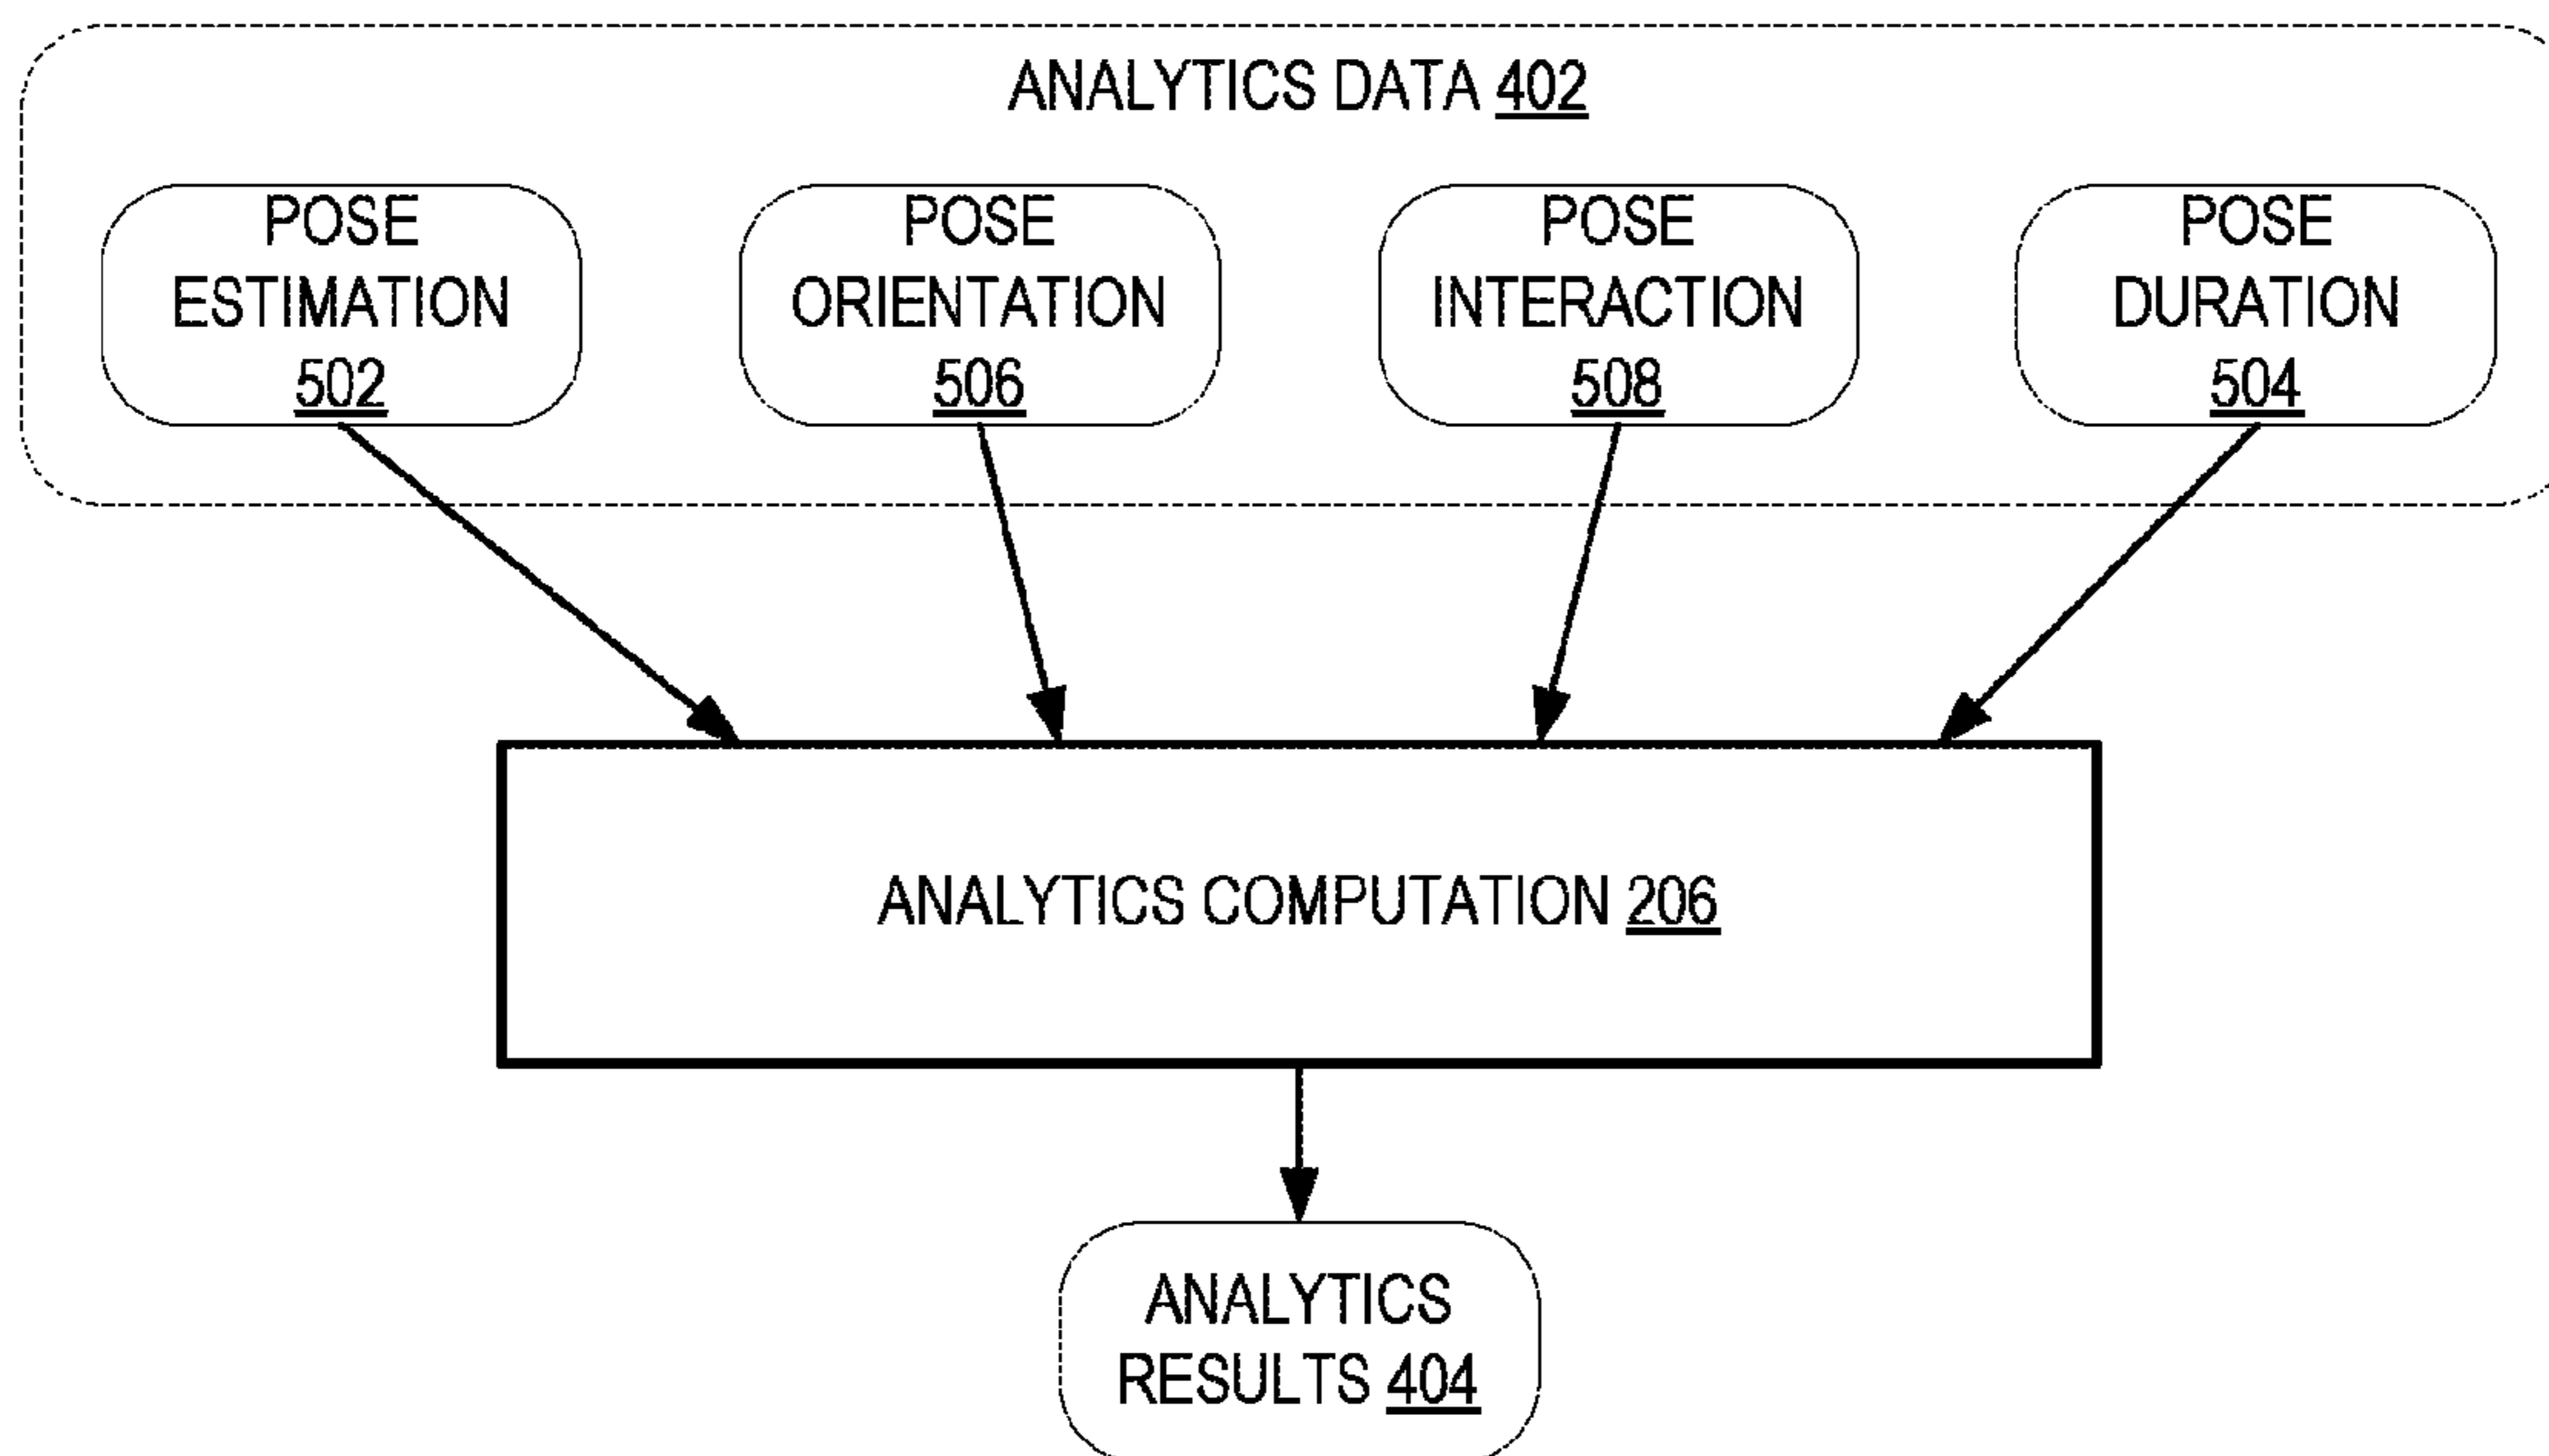 ANALYTICS DATA 402
POSE
ESTIMATION
502
POSE
ORIENTATION
506
POSE
INTERACTION
508
POSE
DURATION
504
ANALYTICS COMPUTATION 206
ANALYTICS
RESULTS 404